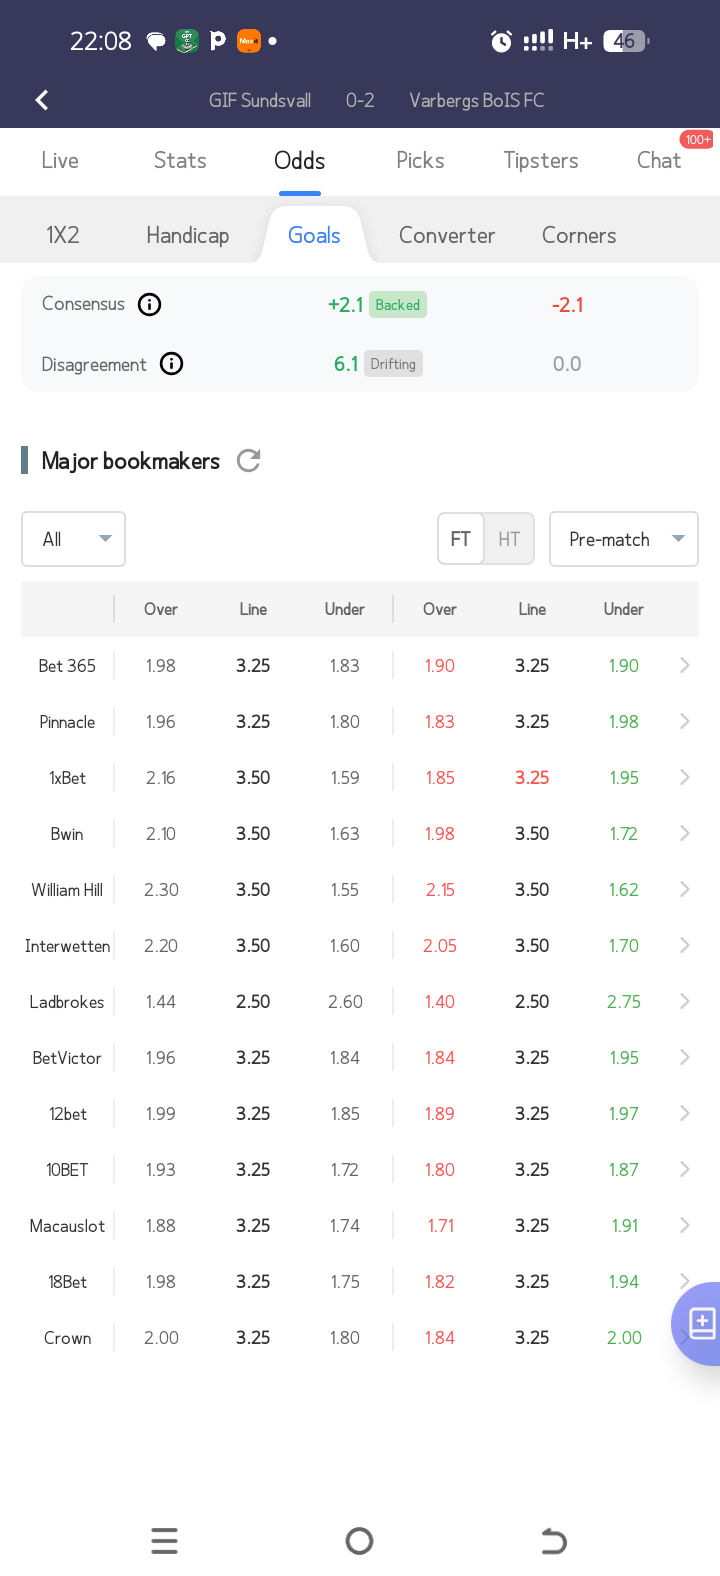 22:08 H+ 46
GIF Sundsvall 0-2 Varbergs BoIS FC
100+
Live Stats Odds Picks Tipsters Chat
1X2 Handicap Goals Converter Corners
Consensus +2.1 Backed -2.1
Disagreement 6.1 Drifting 0.0
Major bookmakers
All FT HT Pre-match
Over Line Under Over Line Under
Bet 365 1.98 3.25 1.83 1.90 3.25 1.90
Pinnacle 1.96 3.25 1.80 1.83 3.25 1.98
1xBet 2.16 3.50 1.59 1.85 3.25 1.95
Bwin 2.10 3.50 1.63 1.98 3.50 1.72
William Hill 2.30 3.50 1.55 2.15 3.50 1.62
Interwetten 2.20 3.50 1.60 2.05 3.50 1.70
Ladbrokes 1.44 2.50 2.60 1.40 2.50 2.75
BetVictor 1.96 3.25 1.84 1.84 3.25 1.95
12bet 1.99 3.25 1.85 1.89 3.25 1.97
10BET 1.93 3.25 1.72 1.80 3.25 1.87
Macauslot 1.88 3.25 1.74 1.71 3.25 1.91
18Bet 1.98 3.25 1.75 1.82 3.25 1.94
Crown 2.00 3.25 1.80 1.84 3.25 2.00